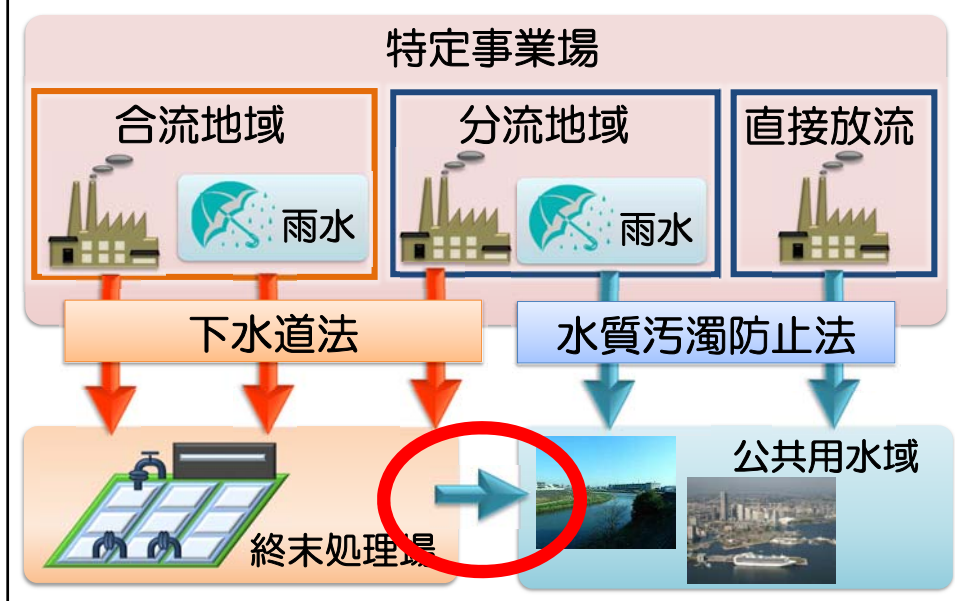 特定事業場
合流地域
分流地域
直接放流
雨水
雨水
下水道法
水質汚濁防止法
終末処理場
公共用水域